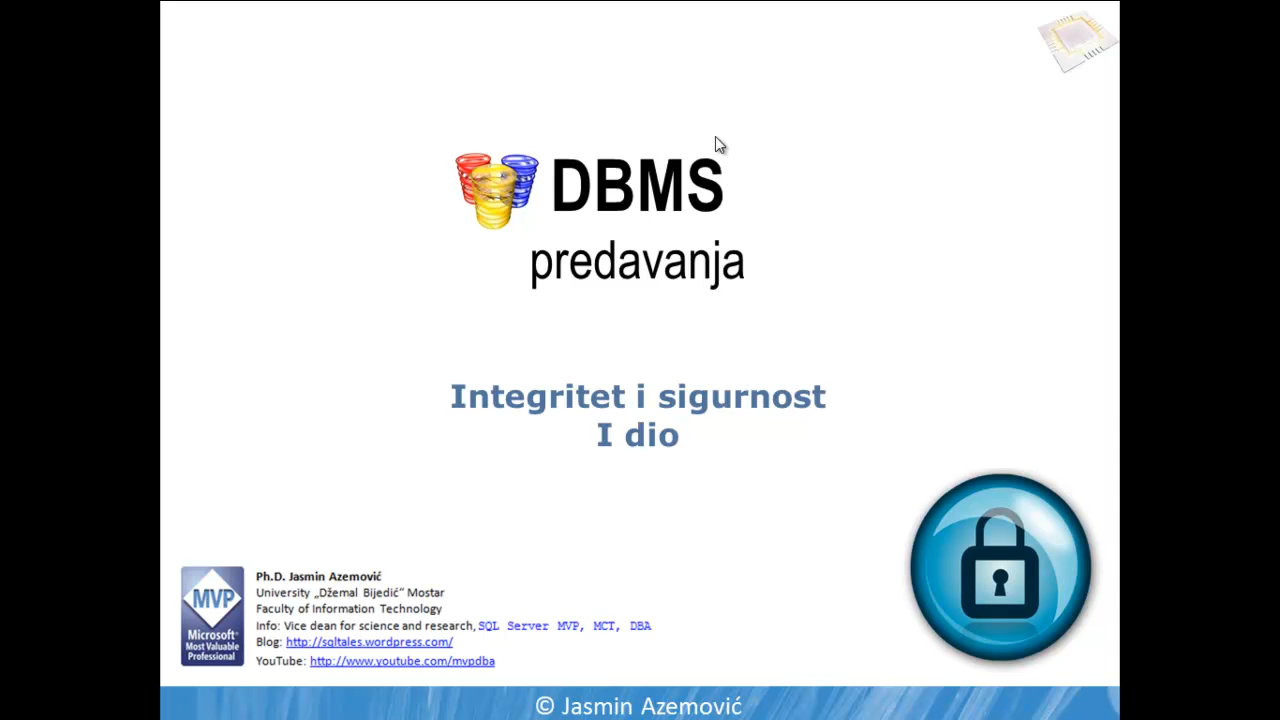 DBMS
predavanja
Integritet i sigurnost
I dio
MVP
Microsoft®
Most Valuable
Professional
Ph.D. Jasmin Azemović
University „Džemal Bijedić“ Mostar
Faculty of Information Technology
Info: Vice dean for science and research, SQL Server MVP, MCT, DBA
Blog: http://sqltales.wordpress.com/
YouTube: http://www.youtube.com/mvpdba
© Jasmin Azemović